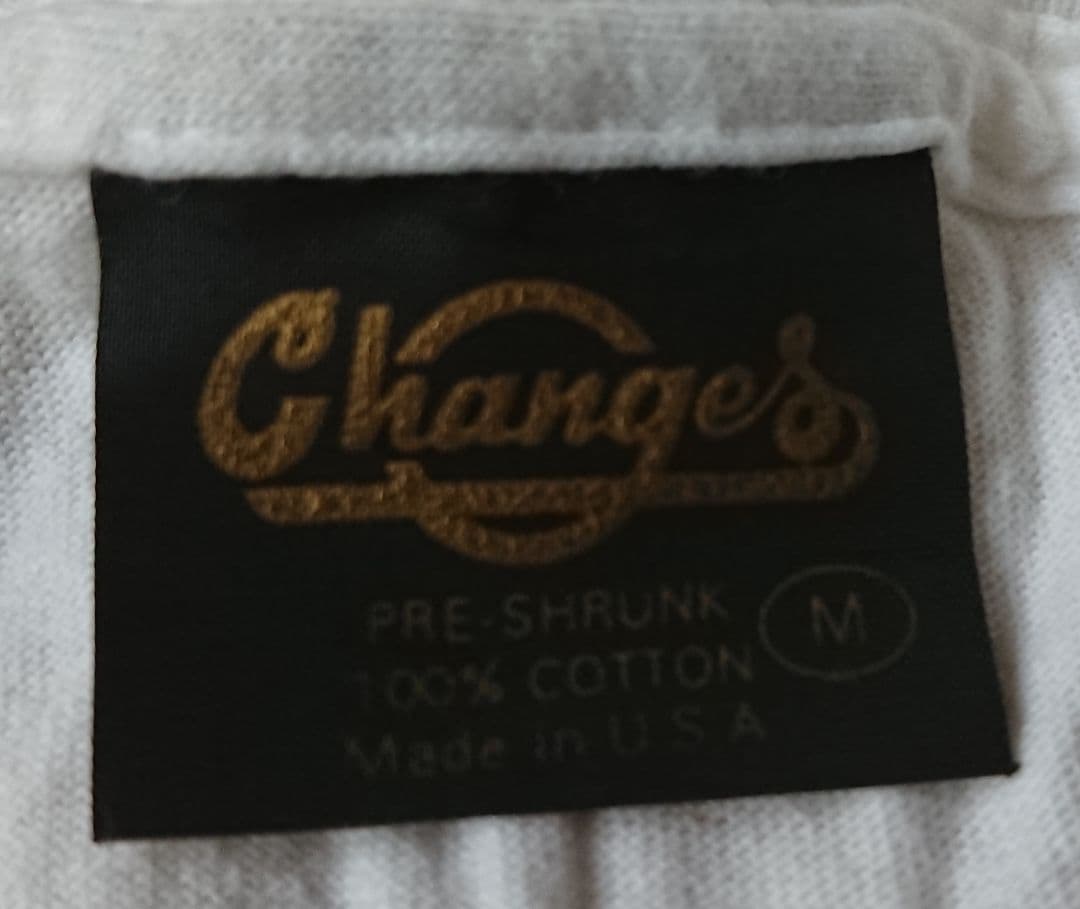 Changes
PRE-SHRUNK
M
100% COTTON
Made in U S A